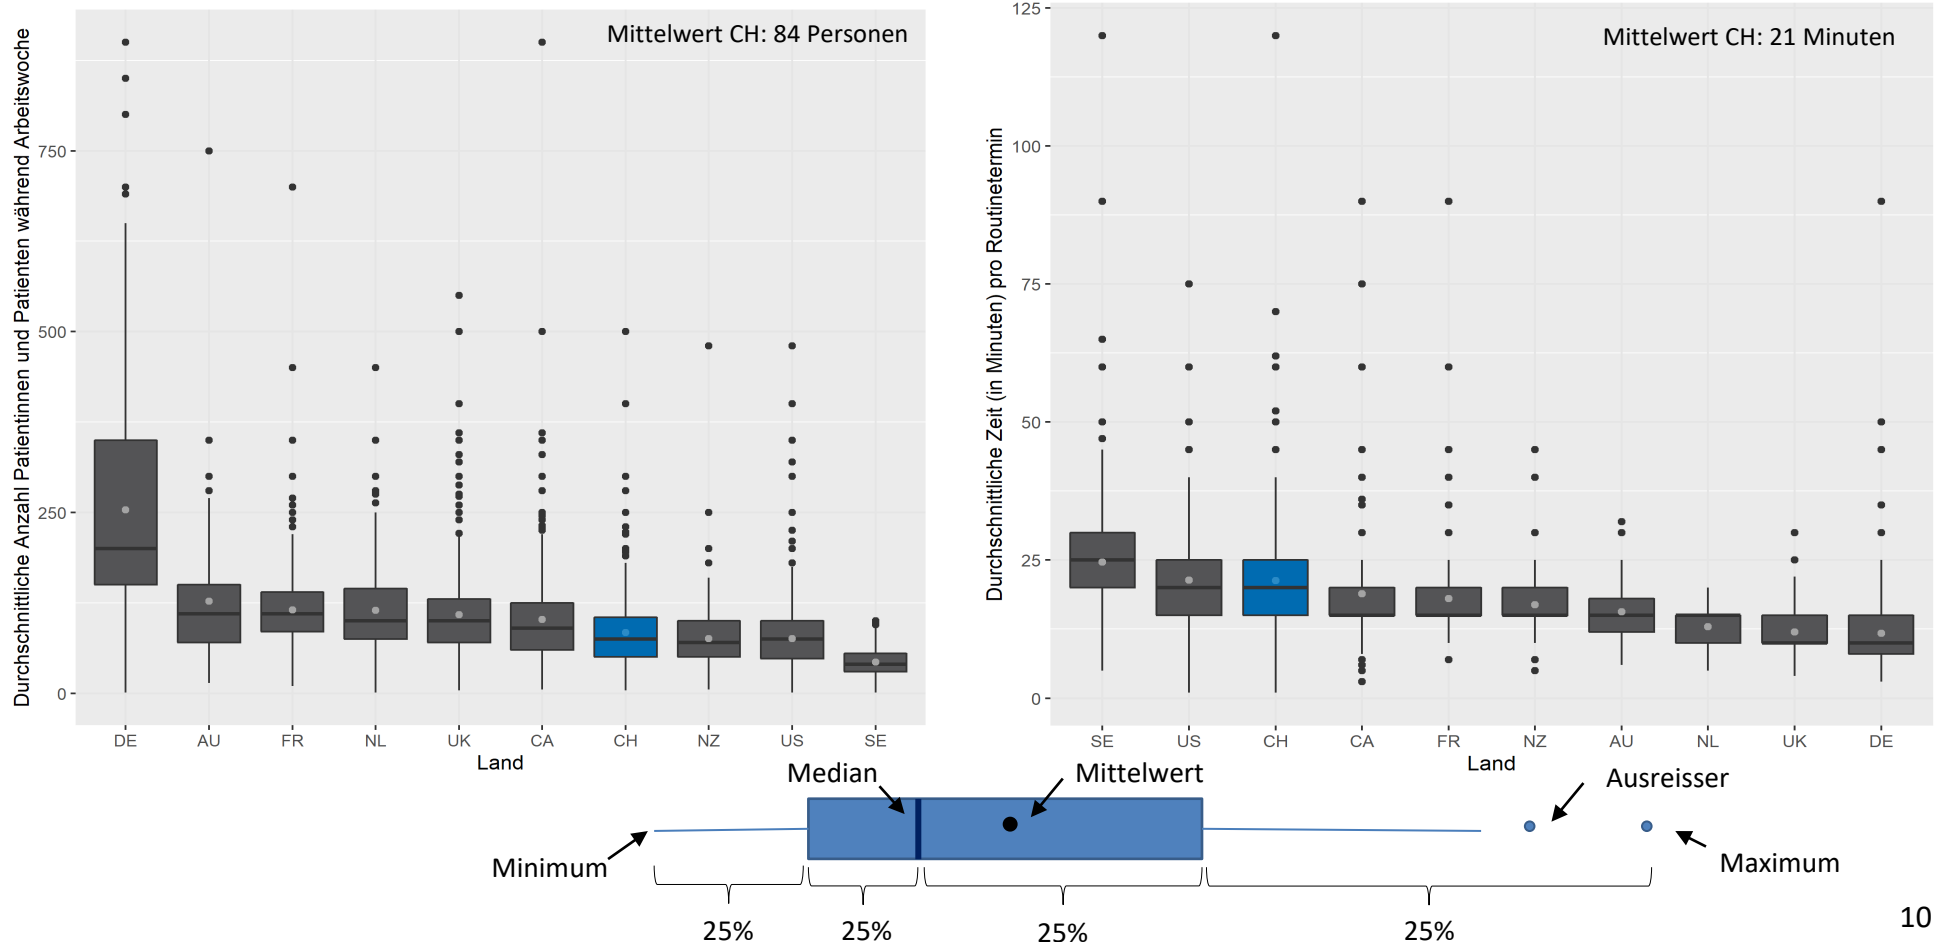 Mittelwert CH: 84 Personen
Durchschnittliche Anzahl Patientinnen und Patienten während Arbeitswoche
750
500
250
0
DE AU FR NL UK CA CH NZ US SE
Land
Mittelwert CH: 21 Minuten
Durchschnittliche Zeit (in Minuten) pro Routinetermin
125
100
75
50
25
0
SE US CH CA FR NZ AU NL UK DE
Land
Median
Mittelwert
Ausreisser
Minimum
Maximum
25% 25% 25% 25%
10